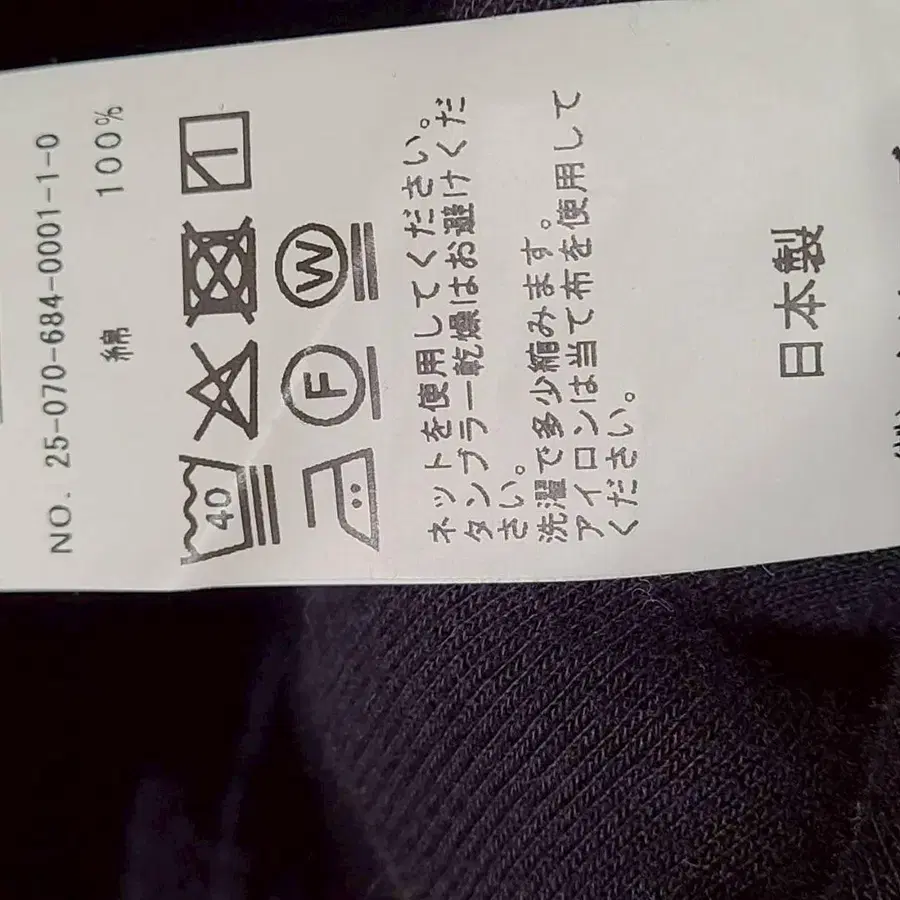 NO. 25-070-684-0001-1-0
綿 100%
40
F W
ネットを使用してください。
タンブラー乾燥はお避けくだ
さい。
洗濯で多少縮みます。
アイロンは当て布を使用して
ください。
日本製